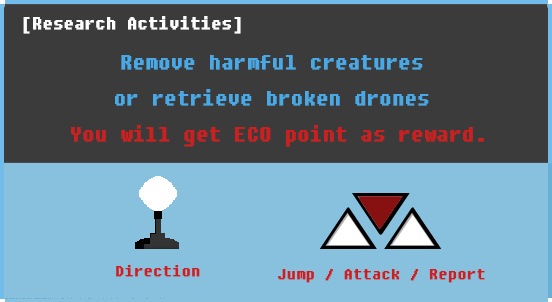 [Research Activities]
Remove harmful creatures
or retrieve broken drones
You will get ECO point as reward.
Direction
Jump / Attack / Report